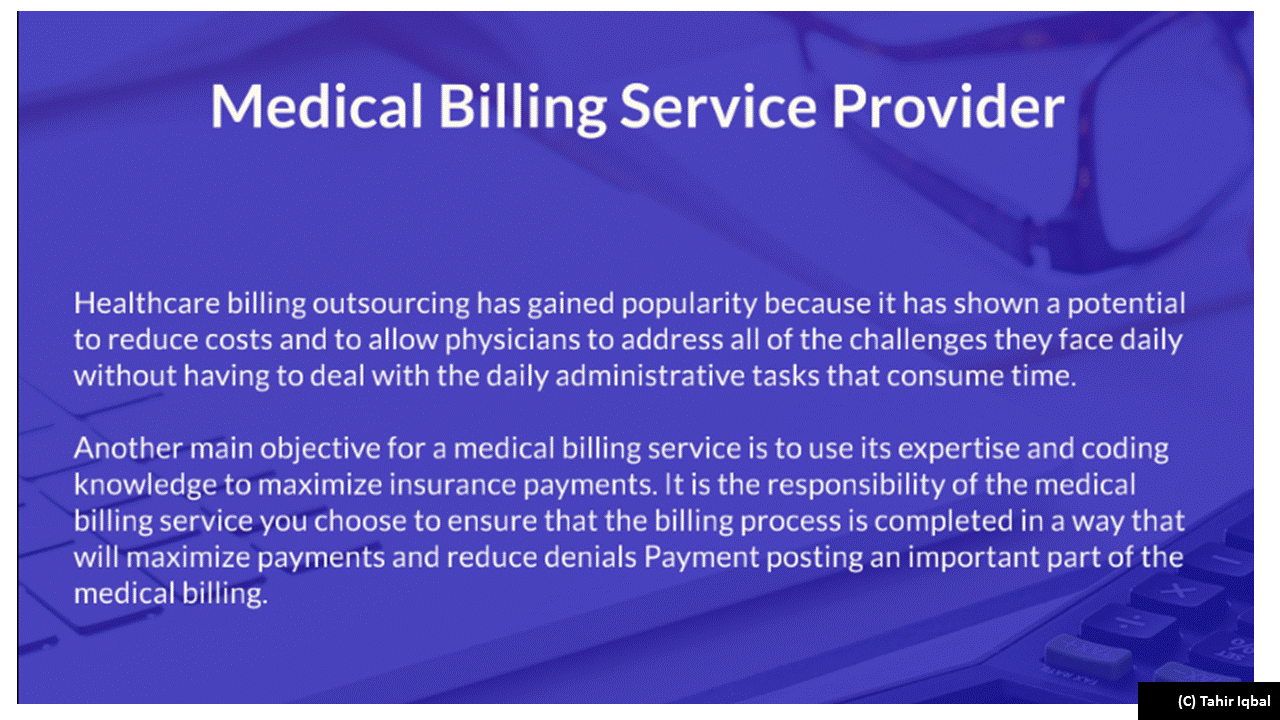 Medical Billing Service Provider
Healthcare billing outsourcing has gained popularity because it has shown a potential
to reduce costs and to allow physicians to address all of the challenges they face daily
without having to deal with the daily administrative tasks that consume time.
Another main objective for a medical billing service is to use its expertise and coding
knowledge to maximize insurance payments. It is the responsibility of the medical
billing service you choose to ensure that the billing process is completed in a way that
will maximize payments and reduce denials Payment posting an important part of the
medical billing.
(C) Tahir Iqbal